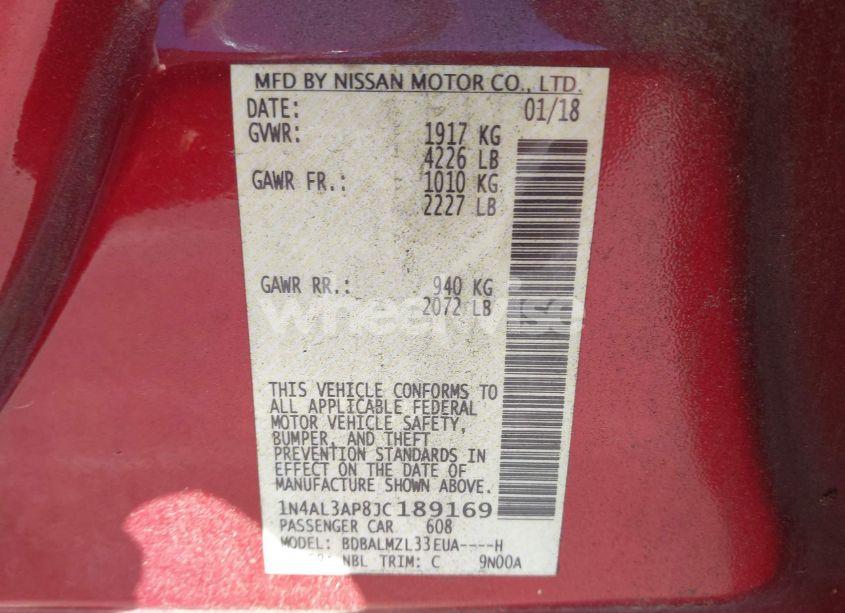 MFD BY NISSAN MOTOR CO., LTD.
DATE: 01/18
GVWR: 1917 KG
4226 LB
GAWR FR.: 1010 KG
2227 LB
GAWR RR.: 940 KG
2072 LB
wheelwise
THIS VEHICLE CONFORMS TO
ALL APPLICABLE FEDERAL
MOTOR VEHICLE SAFETY,
BUMPER, AND THEFT
PREVENTION STANDARDS IN
EFFECT ON THE DATE OF
MANUFACTURE SHOWN ABOVE.
1N4AL3AP8JC189169
PASSENGER CAR 608
MODEL: BDBALMZL33EUA----H
NBL TRIM: C 9N00A